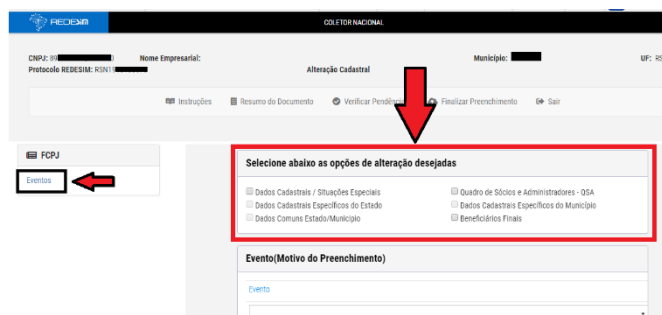 REDESIM
COLETOR NACIONAL
CNPJ: 89 Nome Empresarial: Município: UF: RS
Protocolo REDESIM: RSN19 Alteração Cadastral
Instruções Resumo do Documento Verificar Pendências Finalizar Preenchimento Sair
FCPJ
Eventos
Selecione abaixo as opções de alteração desejadas
Dados Cadastrais / Situações Especiais Quadro de Sócios e Administradores - QSA
Dados Cadastrais Específicos do Estado Dados Cadastrais Específicos do Município
Dados Comuns Estado/Município Beneficiários Finais
Evento(Motivo do Preenchimento)
Evento